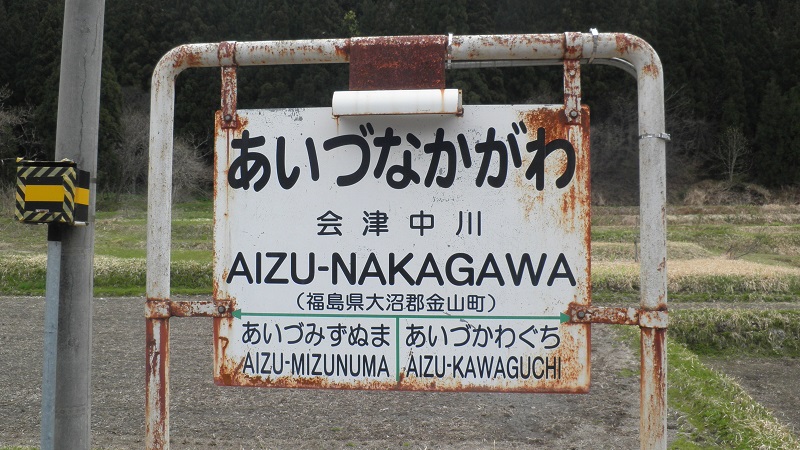 あいづなかがわ
会津中川
AIZU-NAKAGAWA
(福島県大沼郡金山町)
あいづみずぬま あいづかわぐち
AIZU-MIZUNUMA AIZU-KAWAGUCHI